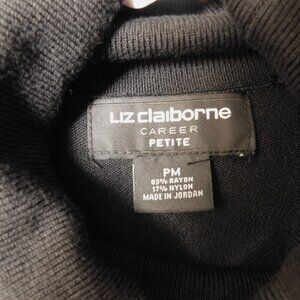 Liz claiborne
CAREER
PETITE
PM
83% RAYON
17% NYLON
MADE IN JORDAN